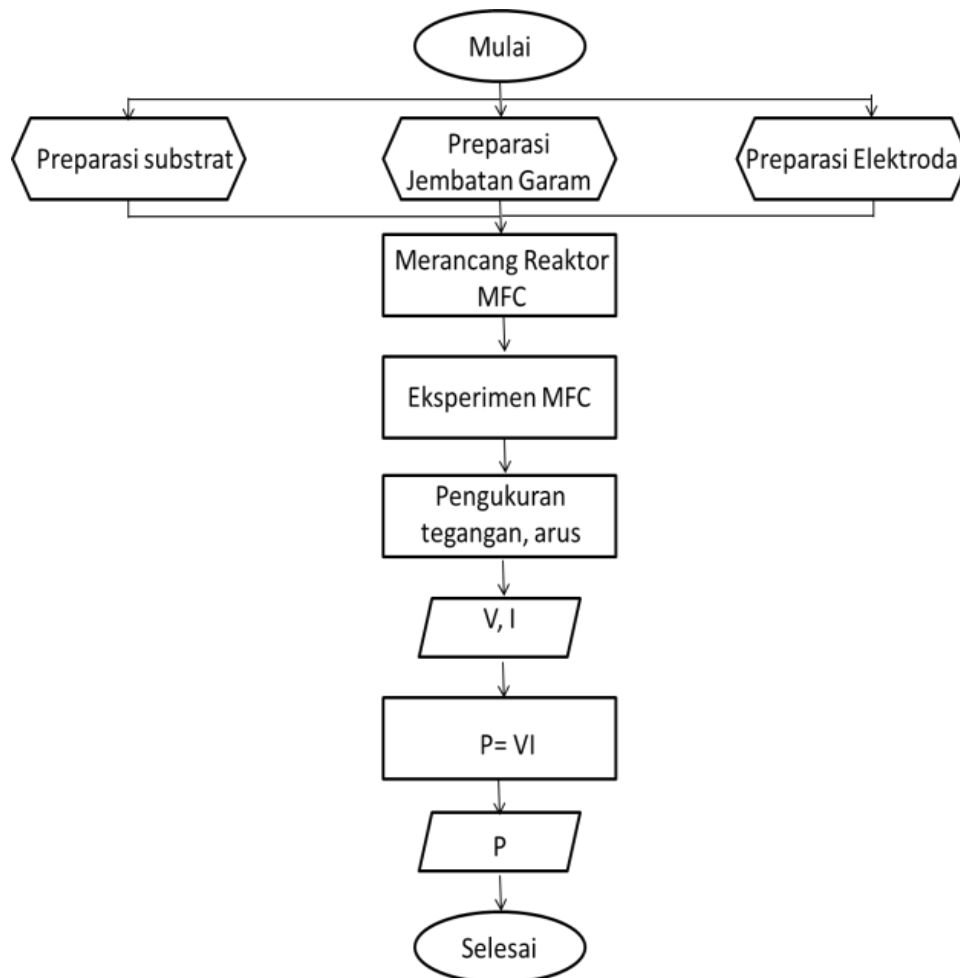 Mulai
Preparasi substrat
Preparasi
Jembatan Garam
Preparasi Elektroda
Merancang Reaktor
MFC
Eksperimen MFC
Pengukuran
tegangan, arus
V, I
P= VI
P
Selesai